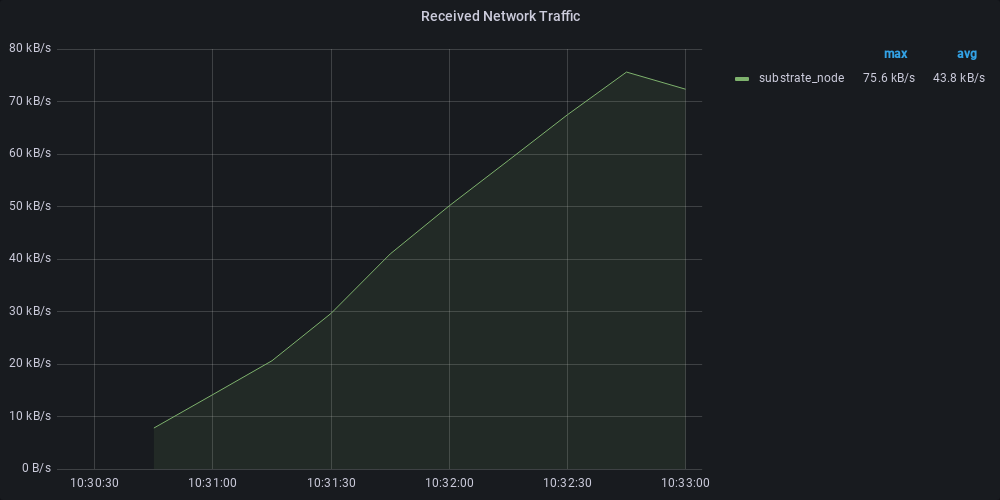 Received Network Traffic
80 kB/s
70 kB/s
60 kB/s
50 kB/s
40 kB/s
30 kB/s
20 kB/s
10 kB/s
0 B/s
10:30:30 10:31:00 10:31:30 10:32:00 10:32:30 10:33:00
max avg
substrate_node 75.6 kB/s 43.8 kB/s